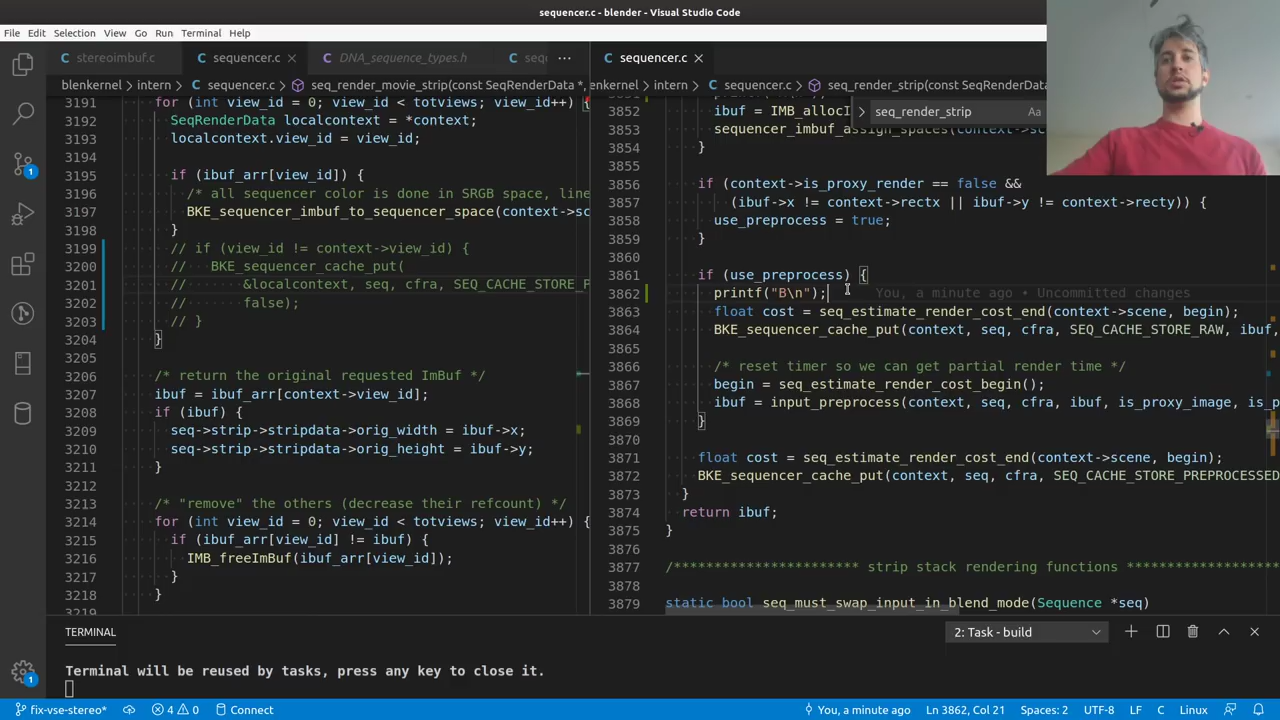 sequencer.c - blender - Visual Studio Code
File Edit Selection View Go Run Terminal Help
stereoimbuf.c sequencer.c DNA_sequence_types.h seq
blenkernel > intern > sequencer.c > seq_render_movie_strip(const SeqRenderData *,
3191 for (int view_id = 0; view_id < totviews; view_id++) {
3192 SeqRenderData localcontext = *context;
3193 localcontext.view_id = view_id;
3194
3195 if (ibuf_arr[view_id]) {
3196 /* all sequencer color is done in SRGB space, line
3197 BKE_sequencer_imbuf_to_sequencer_space(context->sc
3198 }
3199 // if (view_id != context->view_id) {
3200 //   BKE_sequencer_cache_put(
3201 //       &localcontext, seq, cfra, SEQ_CACHE_STORE_P
3202 //       false);
3203 // }
3204 }
3205
3206 /* return the original requested ImBuf */
3207 ibuf = ibuf_arr[context->view_id];
3208 if (ibuf) {
3209 seq->strip->stripdata->orig_width = ibuf->x;
3210 seq->strip->stripdata->orig_height = ibuf->y;
3211 }
3212
3213 /* "remove" the others (decrease their refcount) */
3214 for (int view_id = 0; view_id < totviews; view_id++) {
3215 if (ibuf_arr[view_id] != ibuf) {
3216 IMB_freeImBuf(ibuf_arr[view_id]);
3217 }
3218 }
3219
sequencer.c
enkernel > intern > sequencer.c > seq_render_strip(const SeqRenderData
seq_render_strip Aa
3852 ibuf = IMB_allocI
3853 sequencer_imbuf_assign_spaces(context->sc
3854 }
3855
3856 if (context->is_proxy_render == false &&
3857 (ibuf->x != context->rectx || ibuf->y != context->recty)) {
3858 use_preprocess = true;
3859 }
3860
3861 if (use_preprocess) {
3862 printf("B\n"); You, a minute ago • Uncommitted changes
3863 float cost = seq_estimate_render_cost_end(context->scene, begin);
3864 BKE_sequencer_cache_put(context, seq, cfra, SEQ_CACHE_STORE_RAW, ibuf,
3865
3866 /* reset timer so we can get partial render time */
3867 begin = seq_estimate_render_cost_begin();
3868 ibuf = input_preprocess(context, seq, cfra, ibuf, is_proxy_image, is_p
3869 }
3870
3871 float cost = seq_estimate_render_cost_end(context->scene, begin);
3872 BKE_sequencer_cache_put(context, seq, cfra, SEQ_CACHE_STORE_PREPROCESSED
3873 }
3874 return ibuf;
3875 }
3876
3877 /*********************** strip stack rendering functions ********************
3878
3879 static bool seq_must_swap_input_in_blend_mode(Sequence *seq)
TERMINAL 2: Task - build
Terminal will be reused by tasks, press any key to close it.
fix-vse-stereo* 4 0 Connect You, a minute ago Ln 3862, Col 21 Spaces: 2 UTF-8 LF C Linux